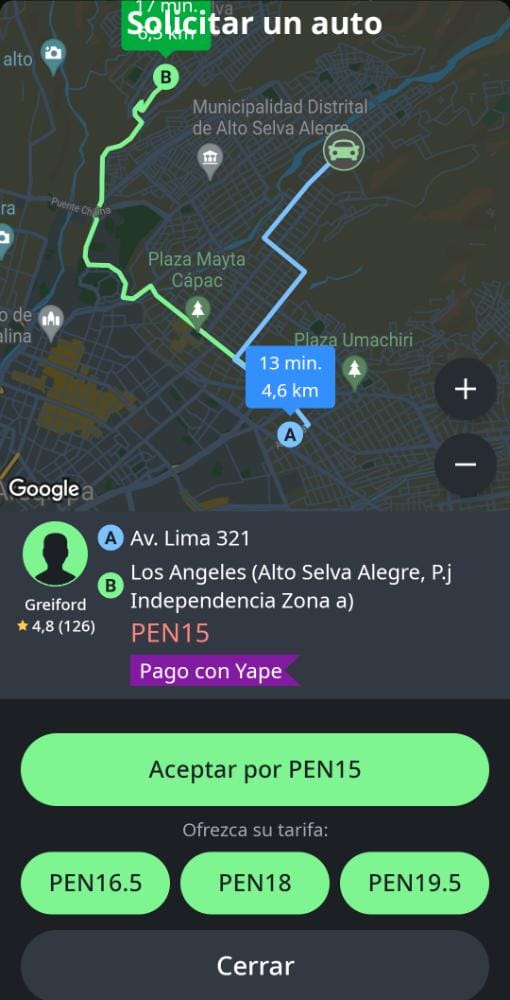 17 min.
Solicitar un auto
6,5 km
alto
B
Municipalidad Distrital
de Alto Selva Alegre
Puente Chilina
Plaza Mayta
Cápac
Plaza Umachiri
13 min.
4,6 km
A
+
−
Google
A Av. Lima 321
B Los Angeles (Alto Selva Alegre, P.j
Independencia Zona a)
Greiford
4,8 (126)
PEN15
Pago con Yape
Aceptar por PEN15
Ofrezca su tarifa:
PEN16.5 PEN18 PEN19.5
Cerrar